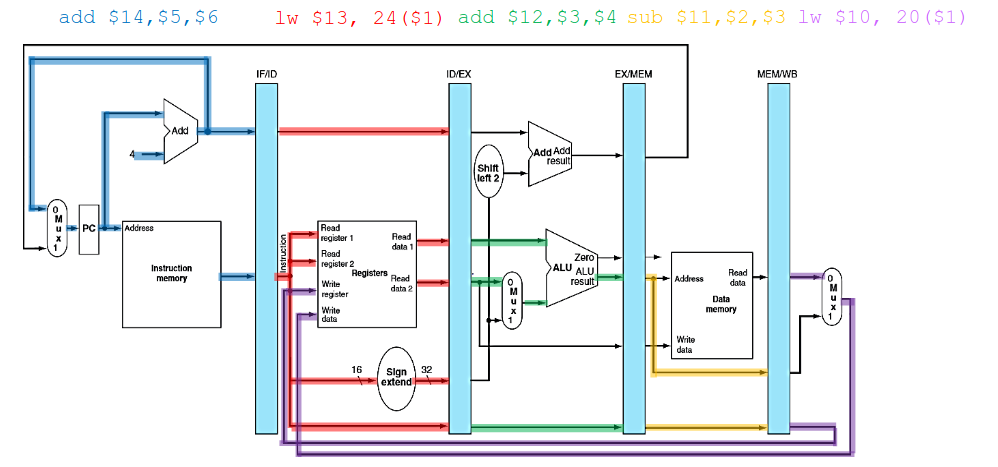 add $14,$5,$6 lw $13, 24($1) add $12,$3,$4 sub $11,$2,$3 lw $10, 20($1)
IF/ID ID/EX EX/MEM MEM/WB
Add
4
Shift
left 2
Add Add
result
0
M
u
x
1
PC
Address
Instruction
memory
Instruction
Read
register 1
Read
register 2
Write
register
Write
data
Registers
Read
data 1
Read
data 2
16
Sign
extend
32
0
M
u
x
1
ALU
Zero
ALU
result
Address
Read
data
Data
memory
Write
data
0
M
u
x
1